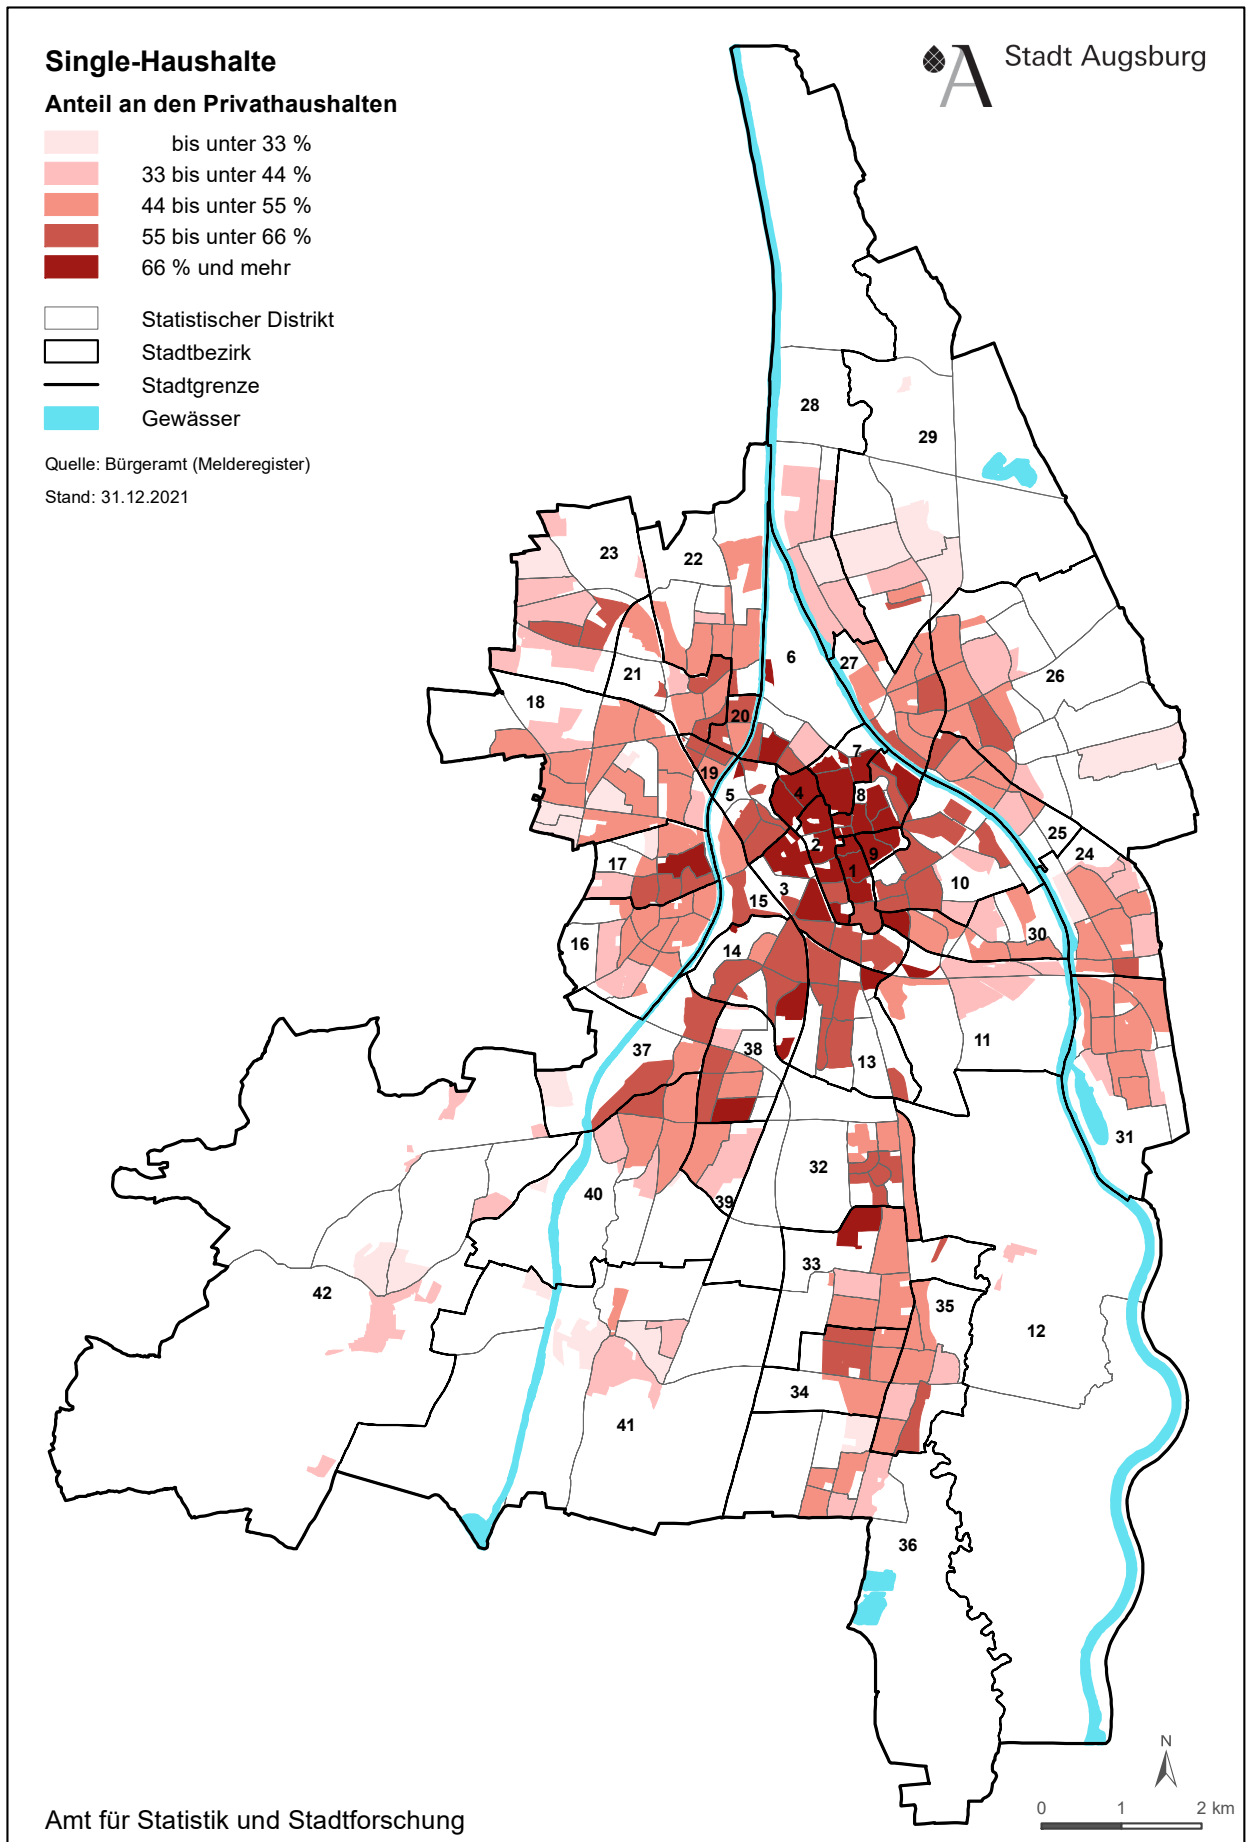 Single-Haushalte
Anteil an den Privathaushalten
bis unter 33 %
33 bis unter 44 %
44 bis unter 55 %
55 bis unter 66 %
66 % und mehr
Statistischer Distrikt
Stadtbezirk
Stadtgrenze
Gewässer
Quelle: Bürgeramt (Melderegister)
Stand: 31.12.2021
A Stadt Augsburg
28
29
23
22
6
27
26
21
18
20
7
19
5
4
8
25
2
24
17
9
1
10
3
15
30
16
14
11
37
38
13
31
32
40
39
33
42
35
12
34
41
36
N
0 1 2 km
Amt für Statistik und Stadtforschung